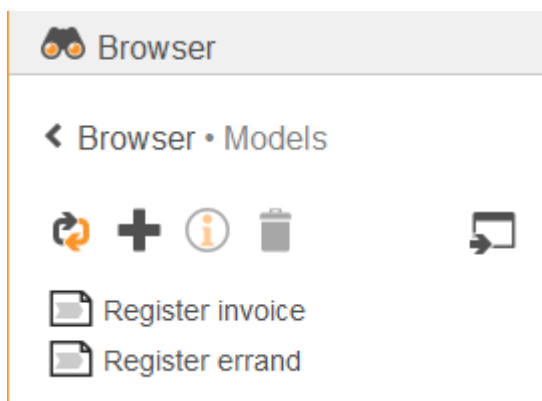 Browser
Browser • Models
Register invoice
Register errand